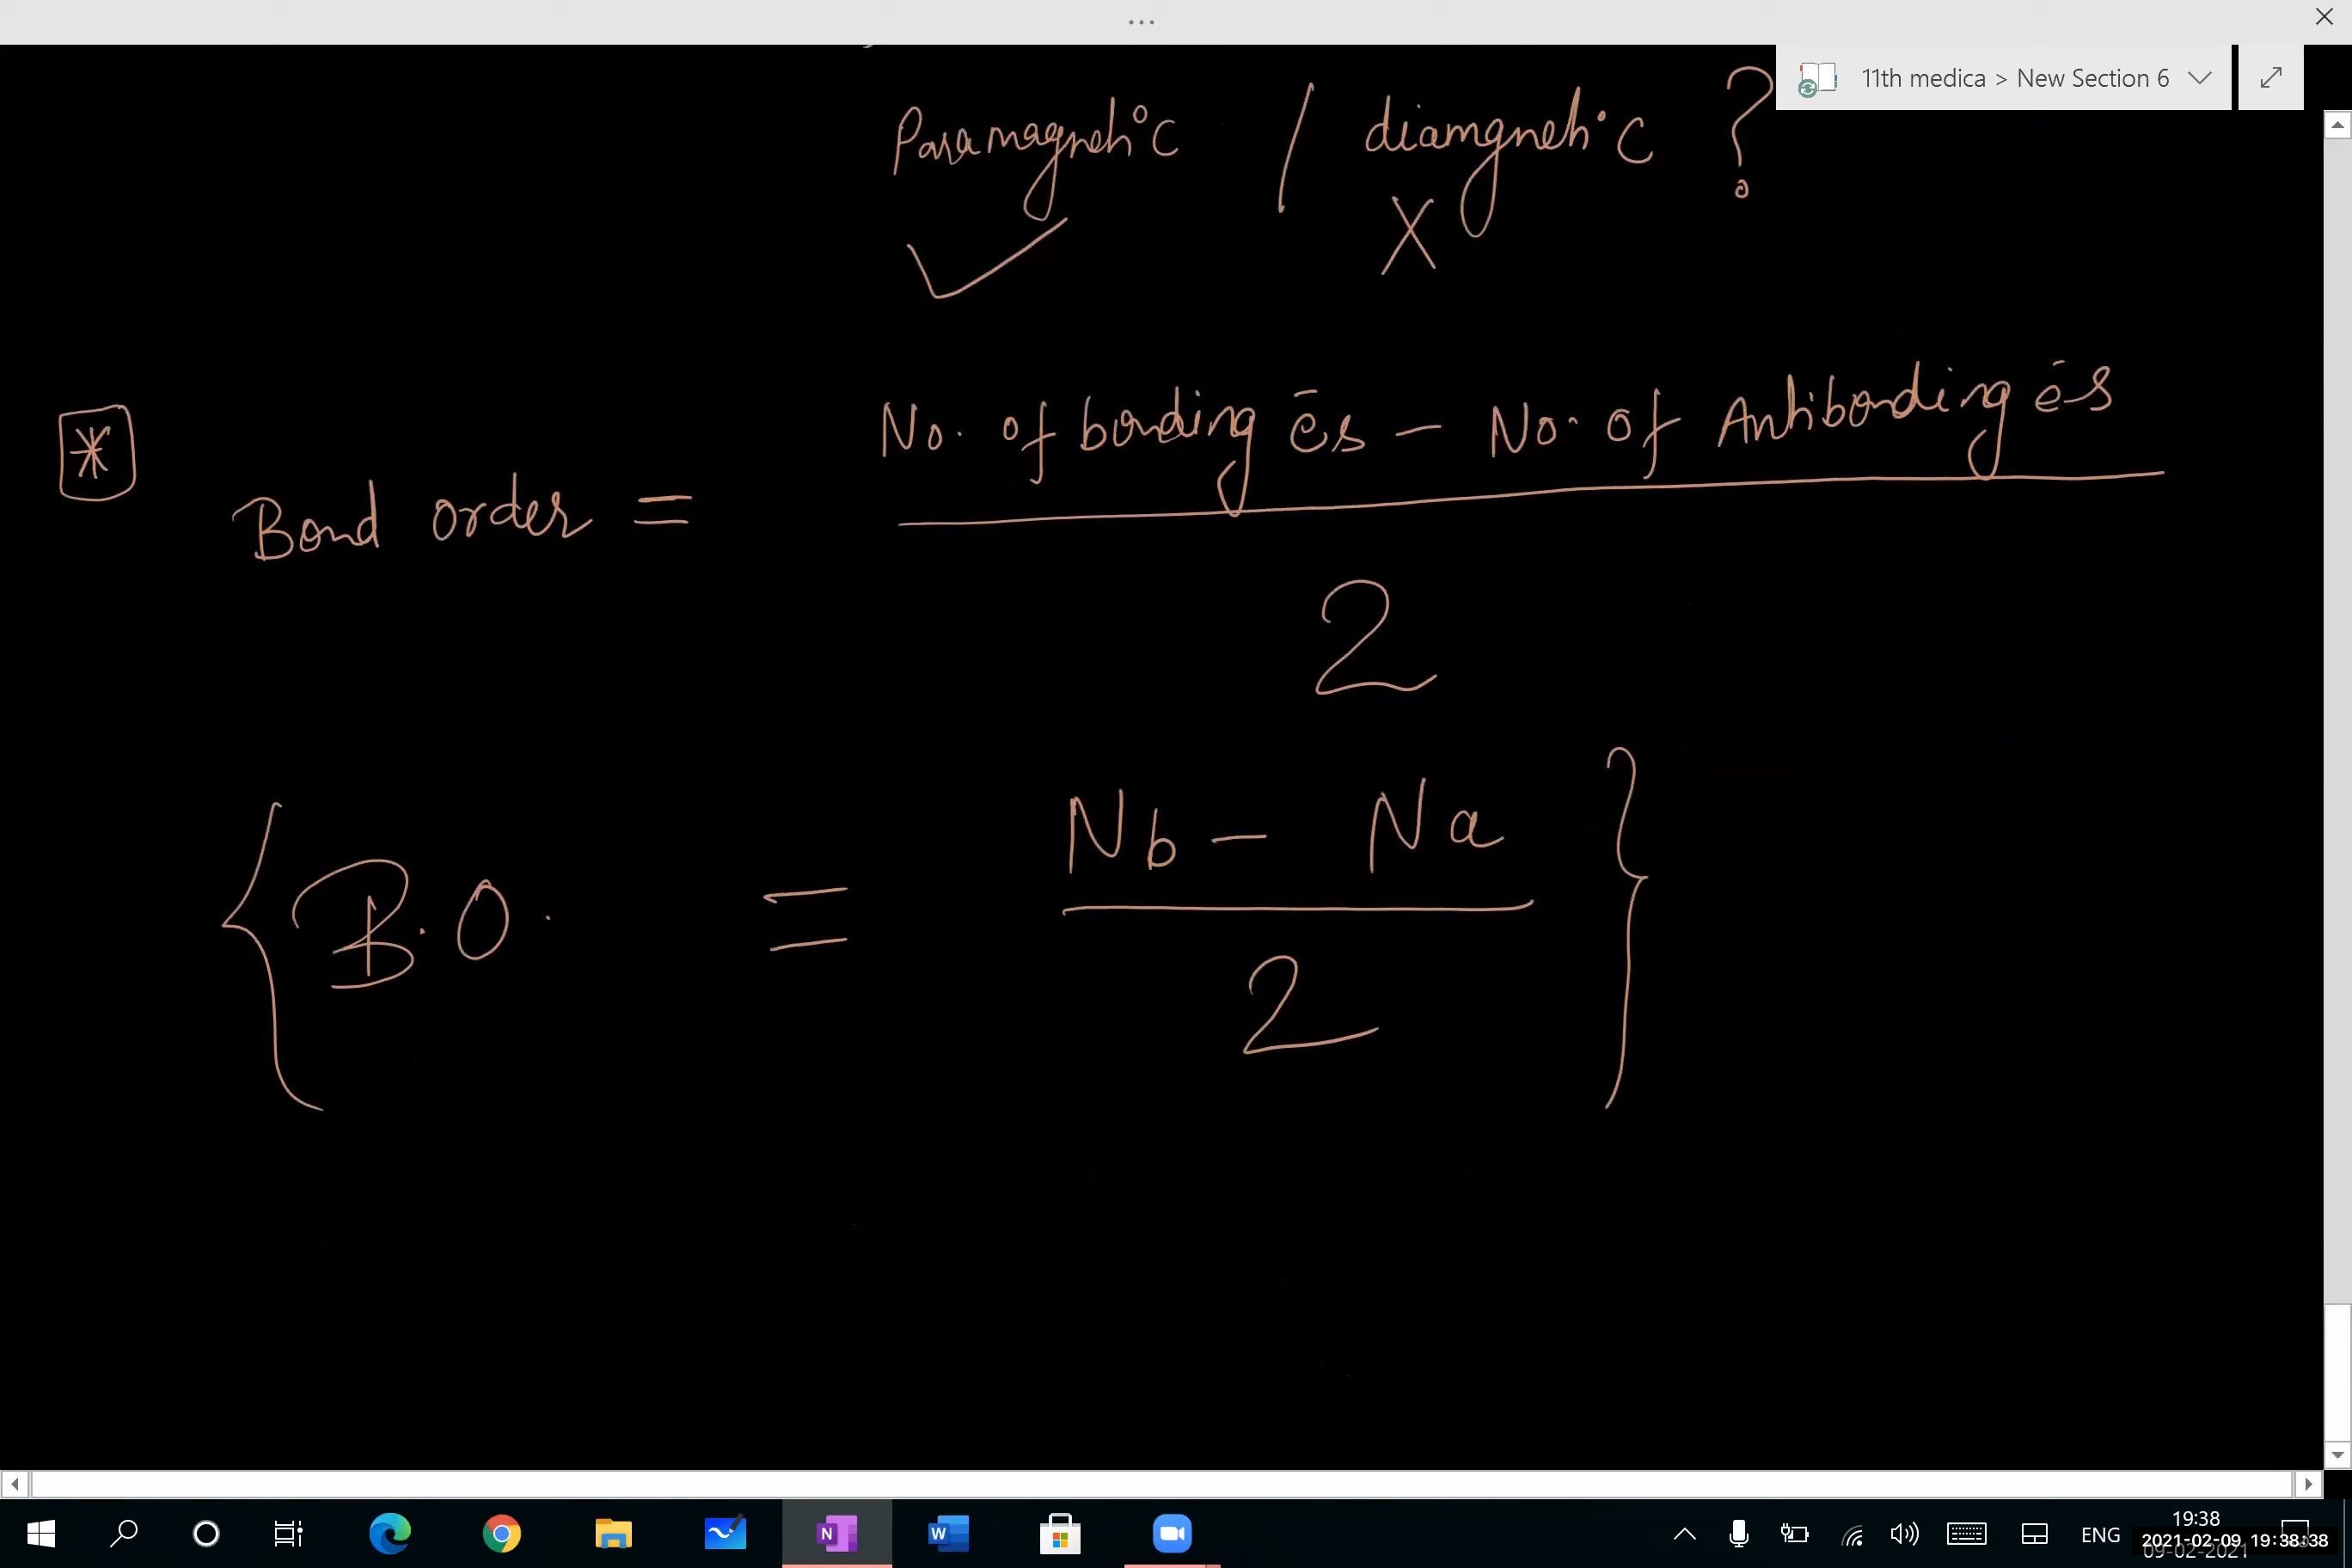 ...
11th medica > New Section 6
Paramagnetic / diamgnetic ?
✓ X
* Bond order = No. of bonding ēs – No. of Antibonding ēs
2
{ B.O. = Nb – Na }
2
ENG
19:38
2021-02-09 19:38:38
09-02-2021